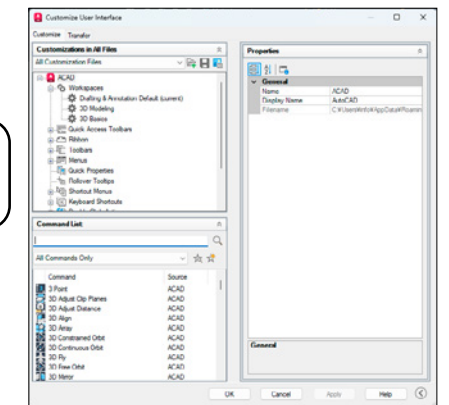 Customize User Interface
Customize Transfer
Customizations in All Files
All Customization Files
ACAD
Workspaces
Drafting & Annotation Default (current)
3D Modeling
3D Basics
Quick Access Toolbars
Ribbon
Toolbars
Menus
Quick Properties
Rollover Tooltips
Shortcut Menus
Keyboard Shortcuts
Command List:
All Commands Only
Command Source
3 Point ACAD
3D Adjust Clip Planes ACAD
3D Adjust Distance ACAD
3D Align ACAD
3D Array ACAD
3D Constrained Orbit ACAD
3D Continuous Orbit ACAD
3D Fly ACAD
3D Free Orbit ACAD
3D Mirror ACAD
Properties
General
Name ACAD
Display Name AutoCAD
Filename
General
OK Cancel Apply Help